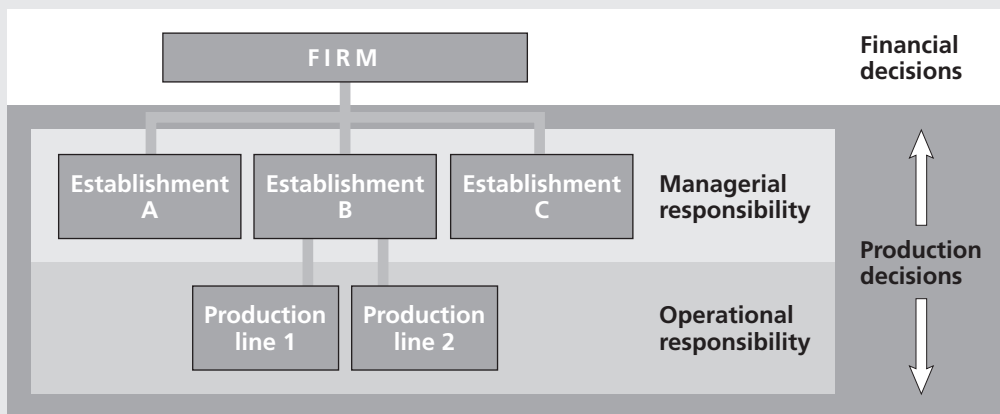 FIRM
Financial
decisions
Establishment
A
Establishment
B
Establishment
C
Managerial
responsibility
Production
decisions
Production
line 1
Production
line 2
Operational
responsibility